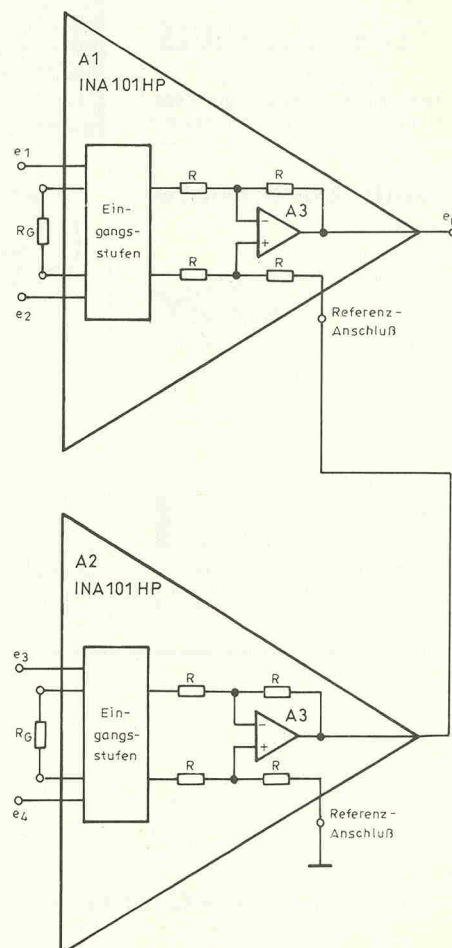 A1
INA101HP
e1
RG
e2
Ein-
gangs-
stufen
R
R
A3
-
+
R
R
Referenz-
Anschluß
A2
INA101HP
e3
RG
e4
Ein-
gangs-
stufen
R
R
A3
-
+
R
R
Referenz-
Anschluß